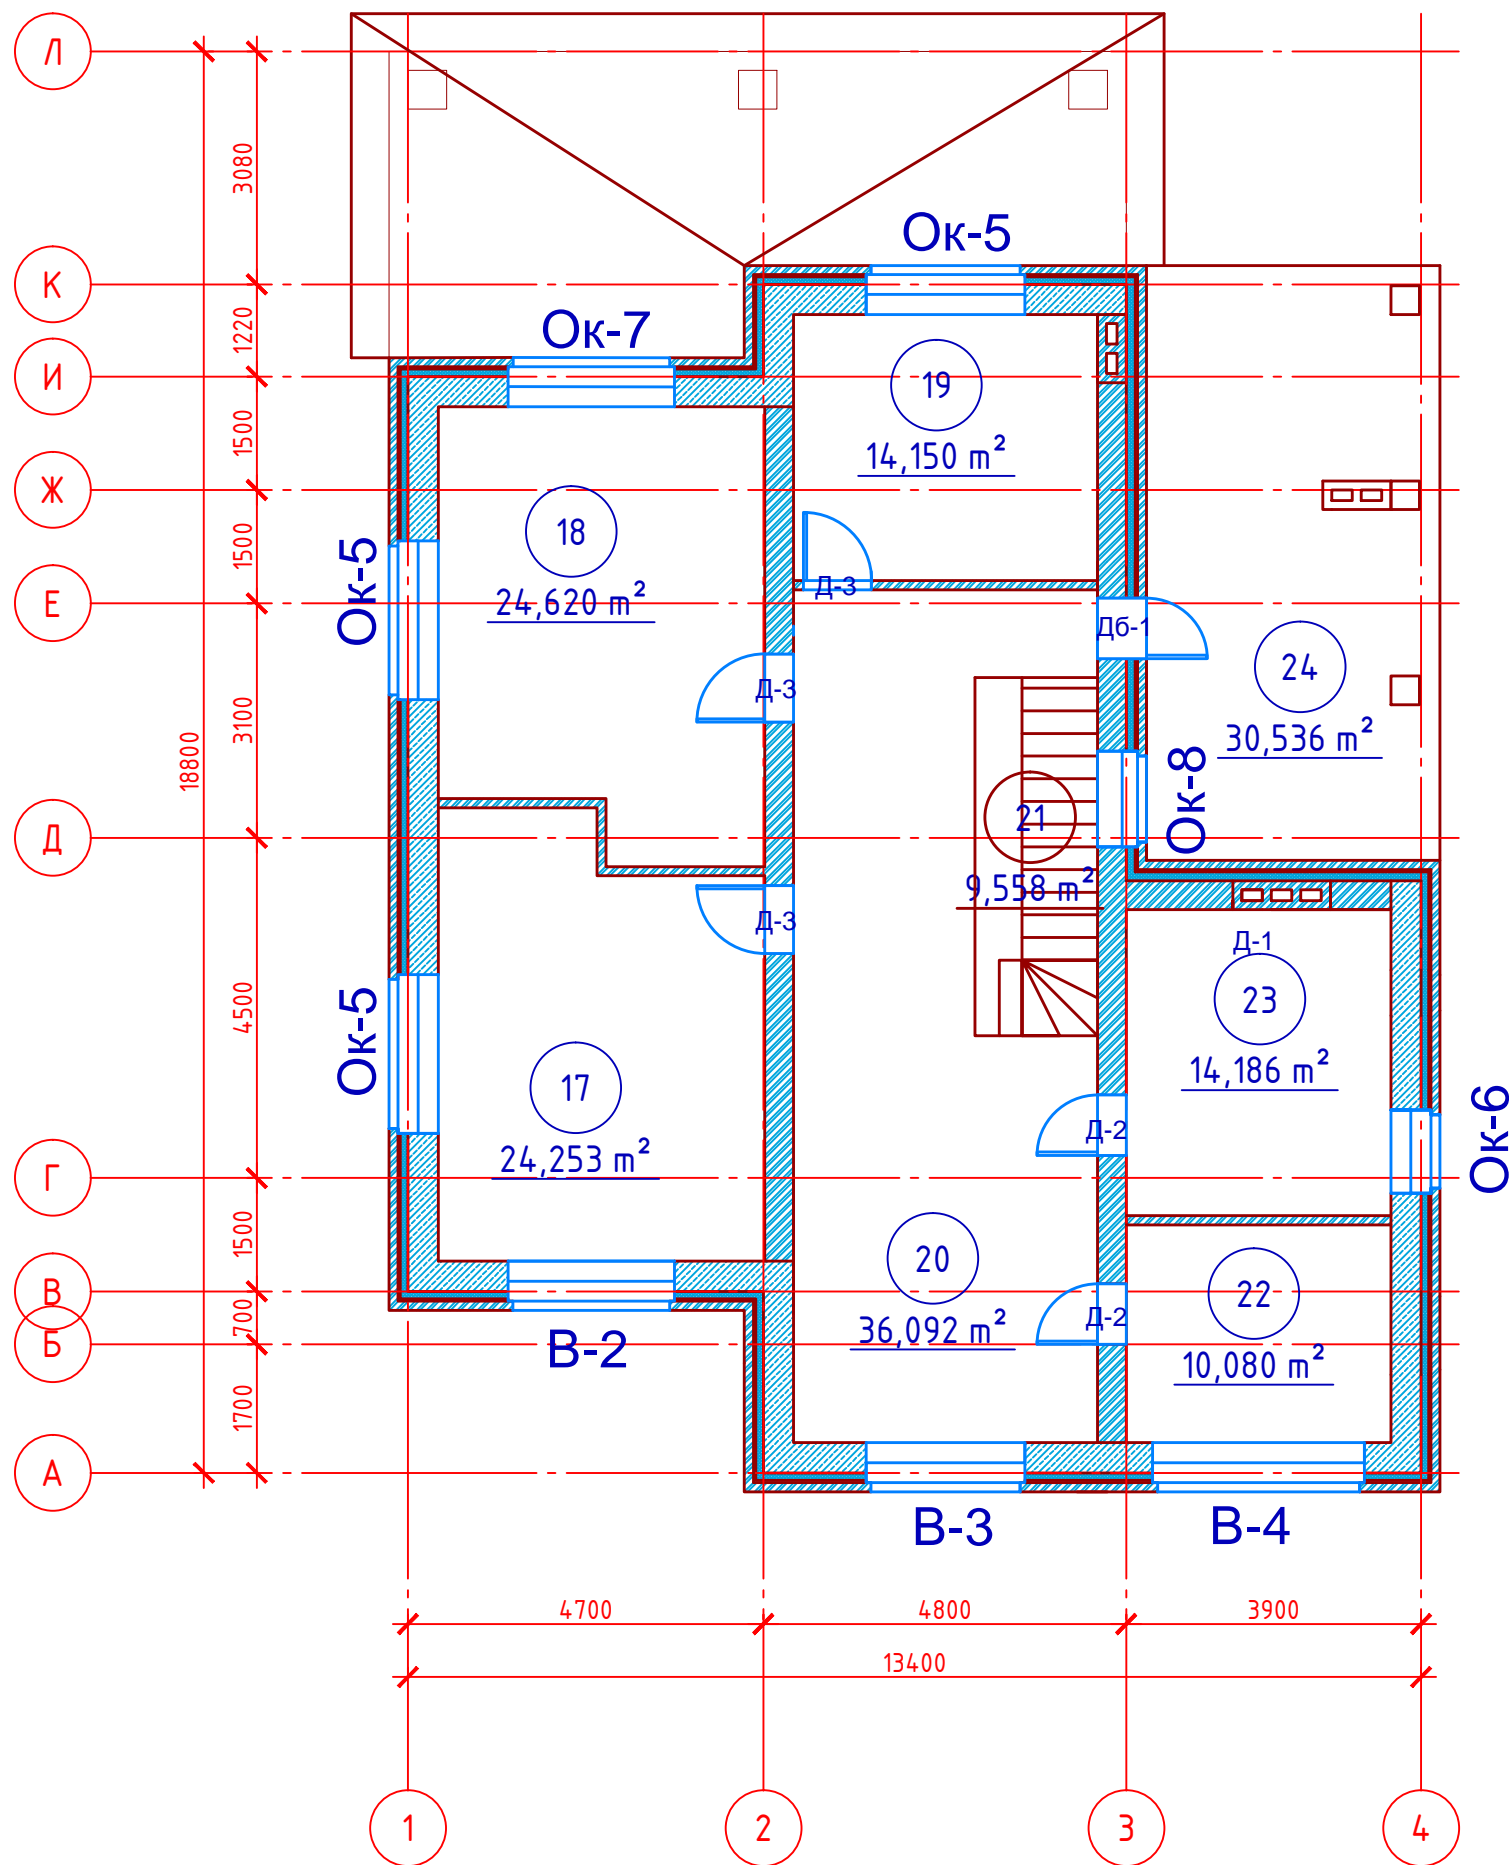 Л
3080
Ок-5
К
1220
Ок-7
И
19
1500
14,150 m²
Ж
18
1500
Ок-5
24,620 m²
Д-3
Е
Дб-1
24
Д-3
3100
30,536 m²
18800
Ок-8
21
Д
9,558 m²
Д-3
Д-1
4500
23
Ок-5
17
14,186 m²
Д-2
Ок-6
24,253 m²
Г
1500
20
22
В
700
Д-2
36,092 m²
Б
В-2
10,080 m²
1700
А
В-3
В-4
4700
4800
3900
13400
1
2
3
4